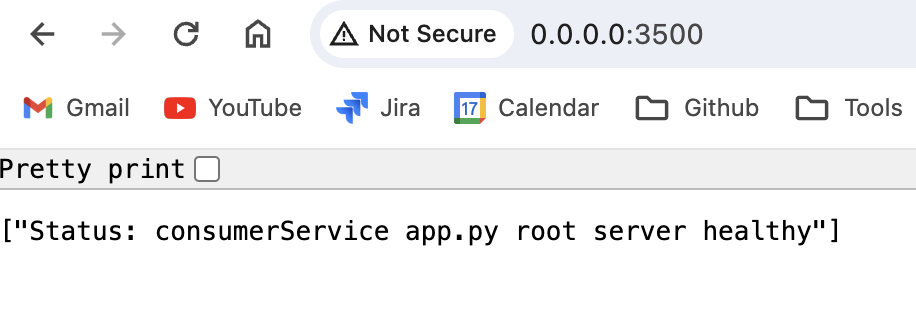 Not Secure 0.0.0.0:3500
Gmail YouTube Jira 17 Calendar Github Tools
Pretty print
["Status: consumerService app.py root server healthy"]